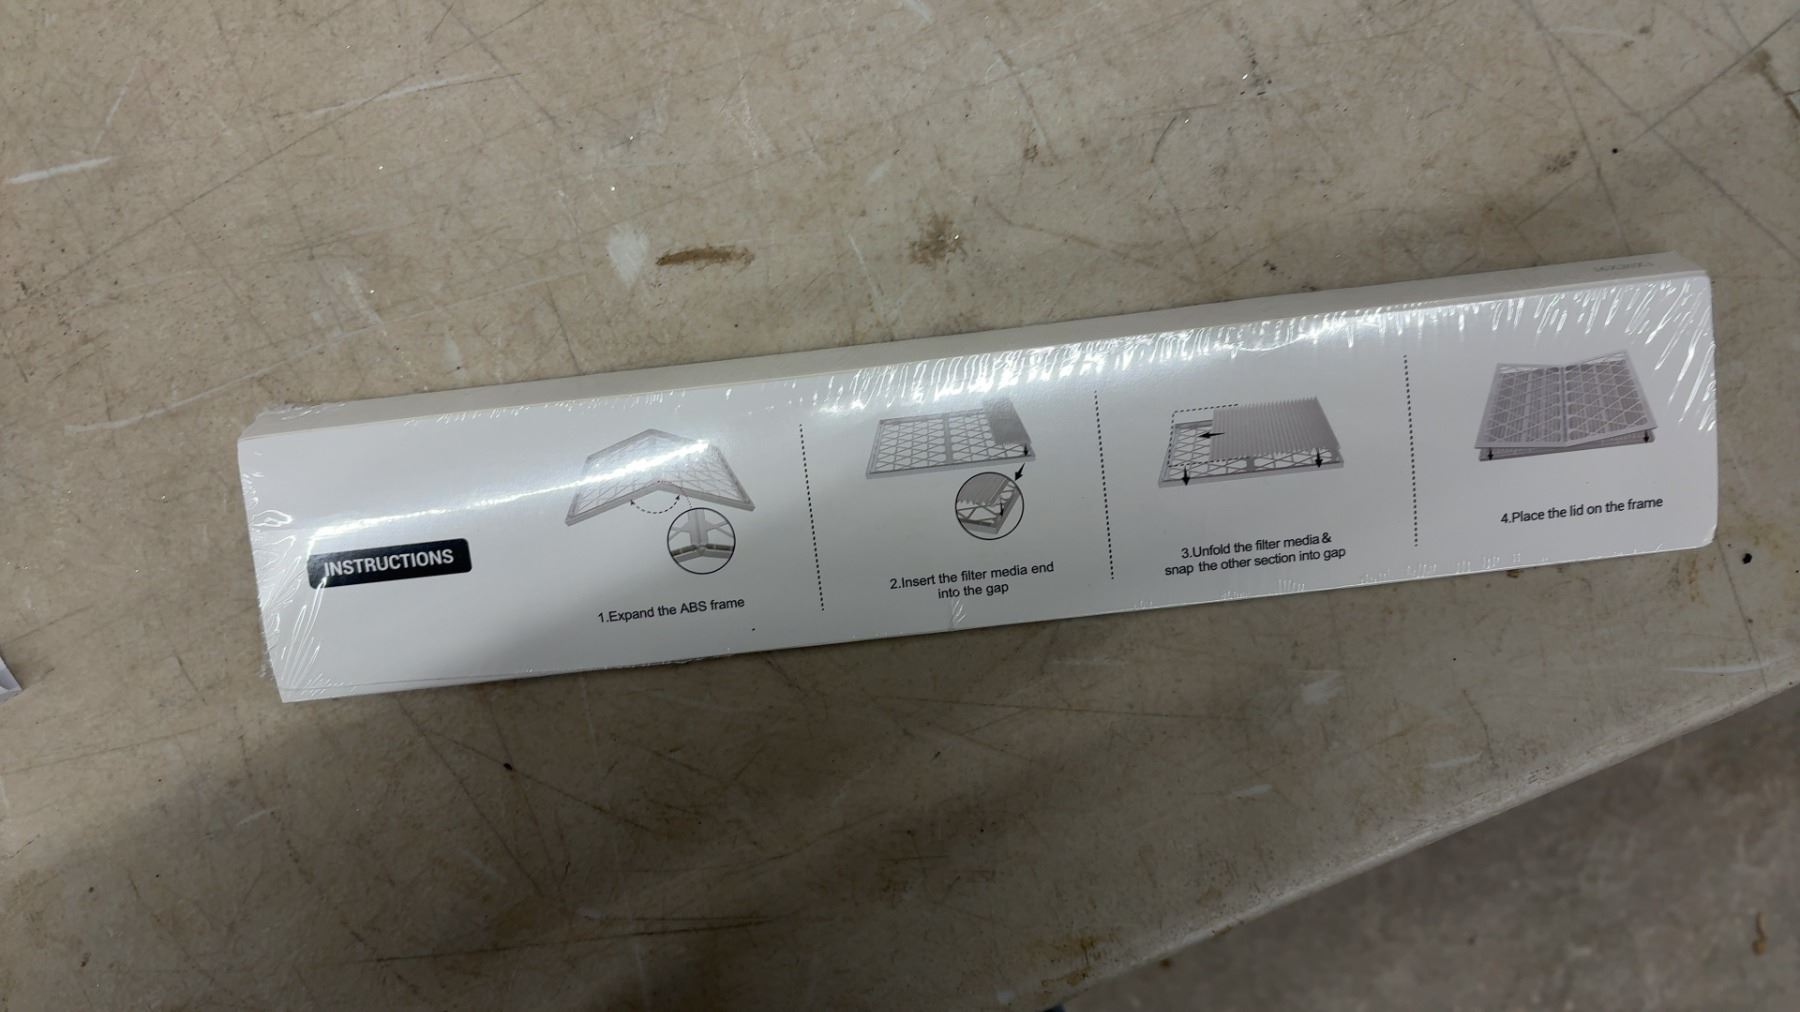 INSTRUCTIONS
1.Expand the ABS frame
2.Insert the filter media end
into the gap
3.Unfold the filter media &
snap the other section into gap
4.Place the lid on the frame